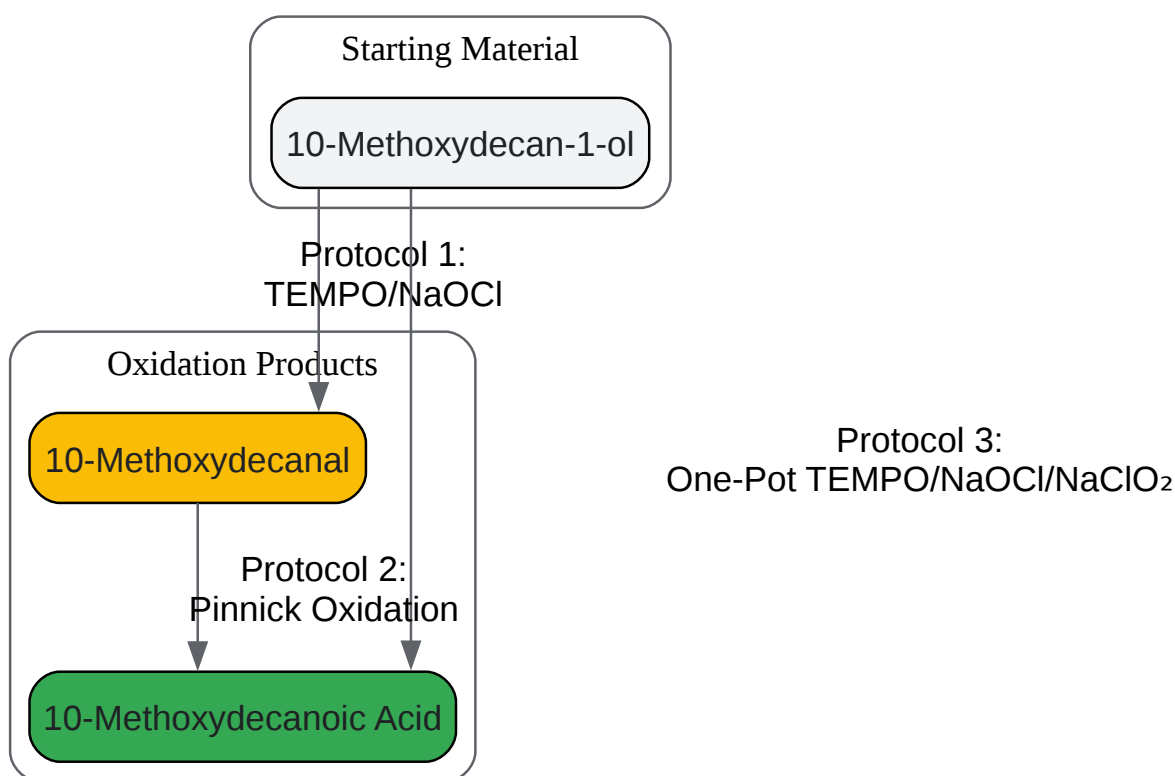 Starting Material
10-Methoxydecan-1-ol
Protocol 1:
TEMPO/NaOCl
Oxidation Products
10-Methoxydecanal
Protocol 3:
One-Pot TEMPO/NaOCl/NaClO₂
Protocol 2:
Pinnick Oxidation
10-Methoxydecanoic Acid